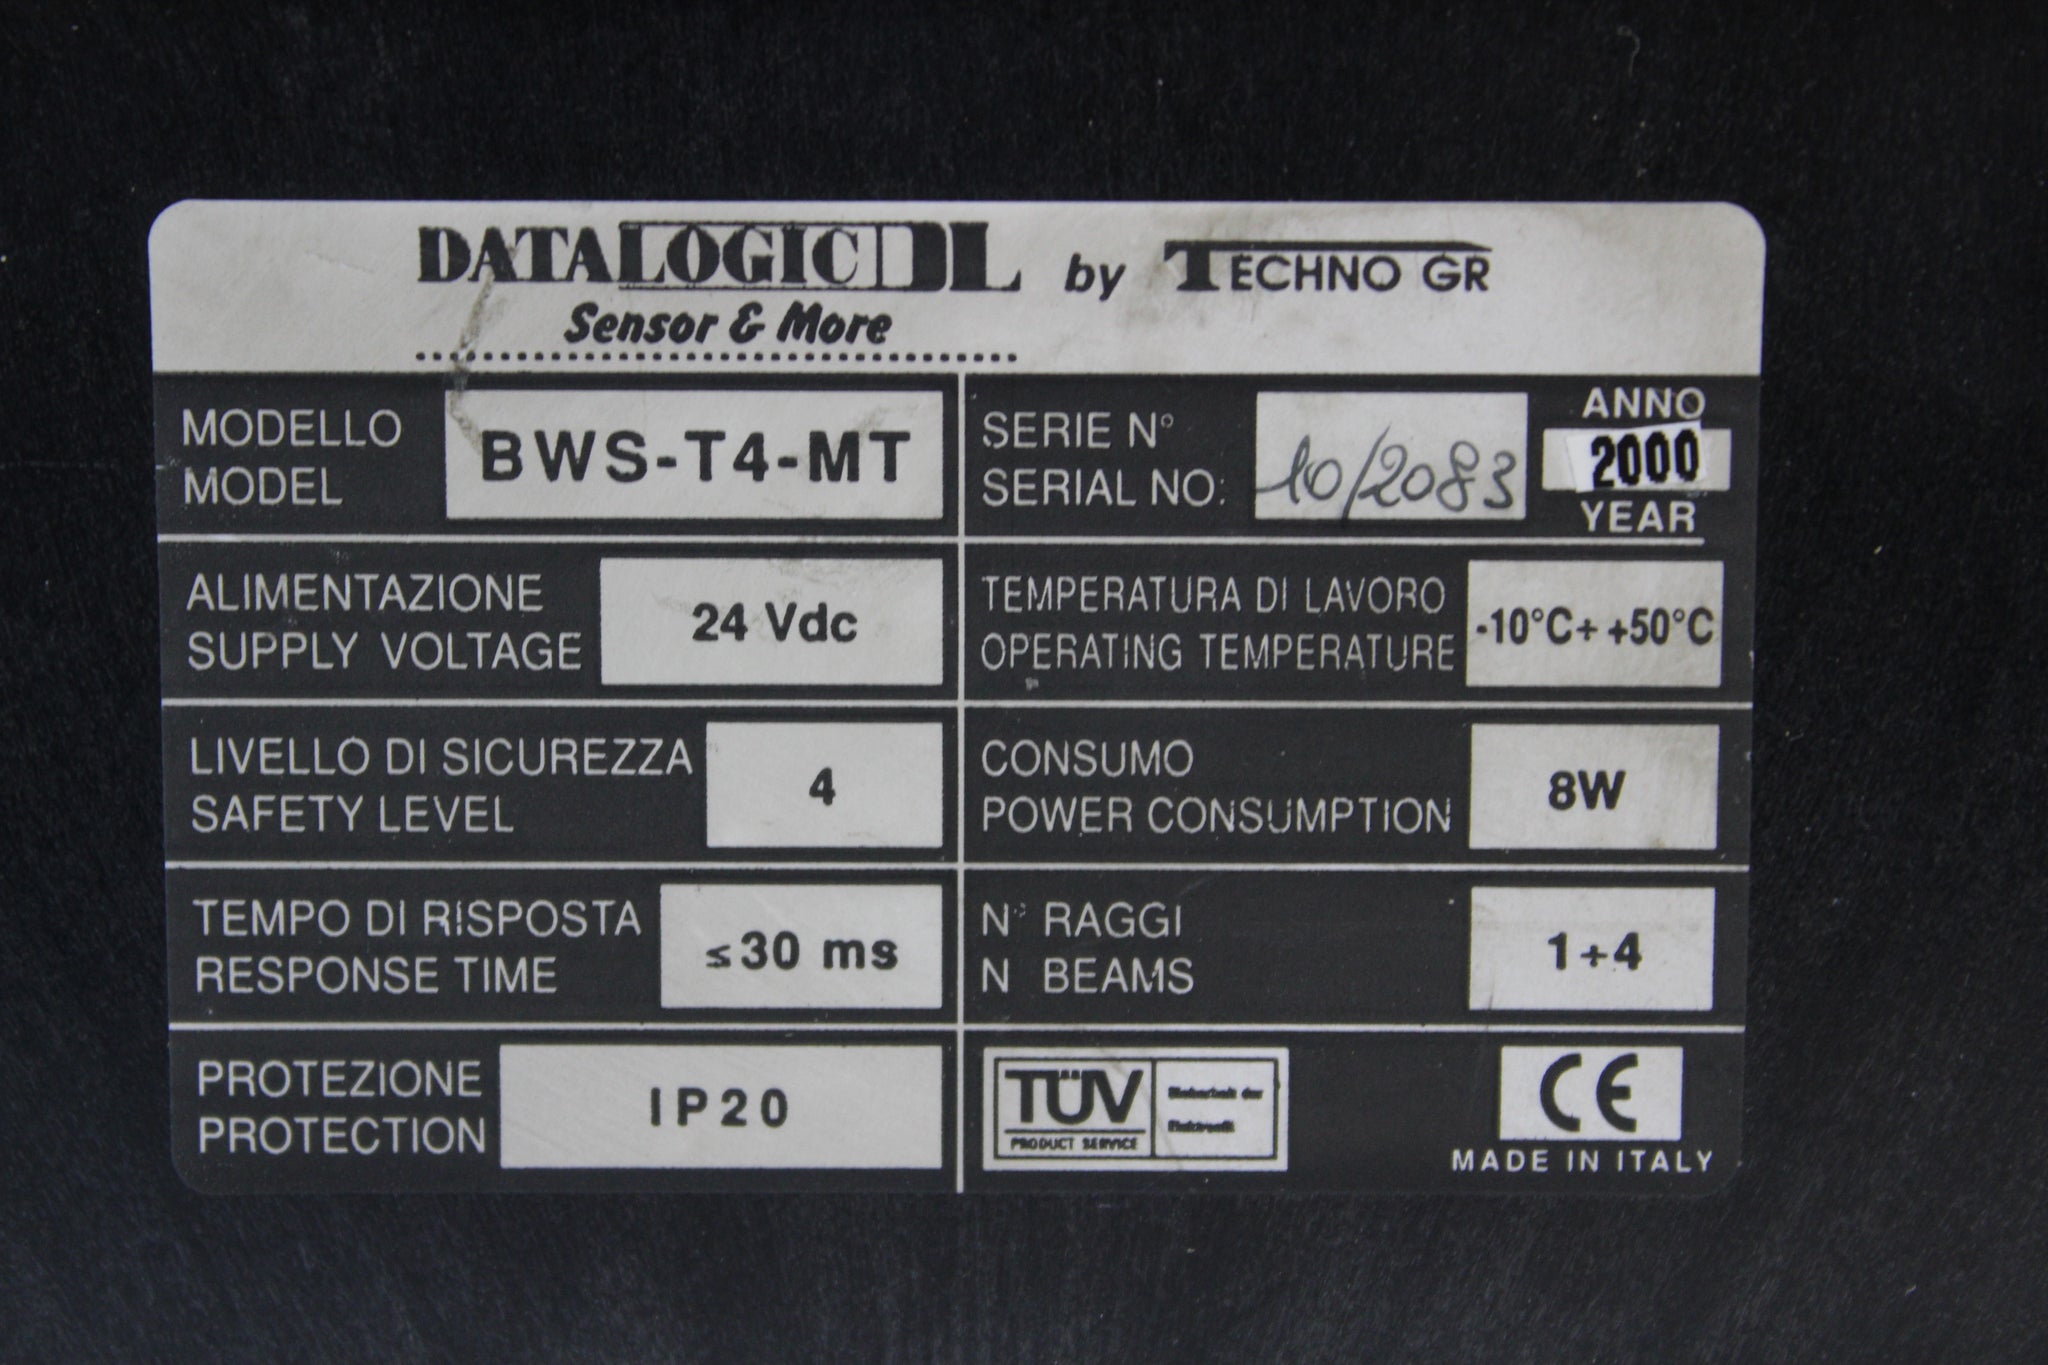 DATALOGIC DL by TECHNO GR
Sensor & More
MODELLO
MODEL
BWS-T4-MT
SERIE N°
SERIAL NO:
10/2083
ANNO
2000
YEAR
ALIMENTAZIONE
SUPPLY VOLTAGE
24 Vdc
TEMPERATURA DI LAVORO
OPERATING TEMPERATURE
-10°C÷ +50°C
LIVELLO DI SICUREZZA
SAFETY LEVEL
4
CONSUMO
POWER CONSUMPTION
8W
TEMPO DI RISPOSTA
RESPONSE TIME
≤30 ms
N° RAGGI
N BEAMS
1÷4
PROTEZIONE
PROTECTION
IP20
TÜV
PRODUCT SERVICE
Sicherheit der
Elektronik
CE
MADE IN ITALY